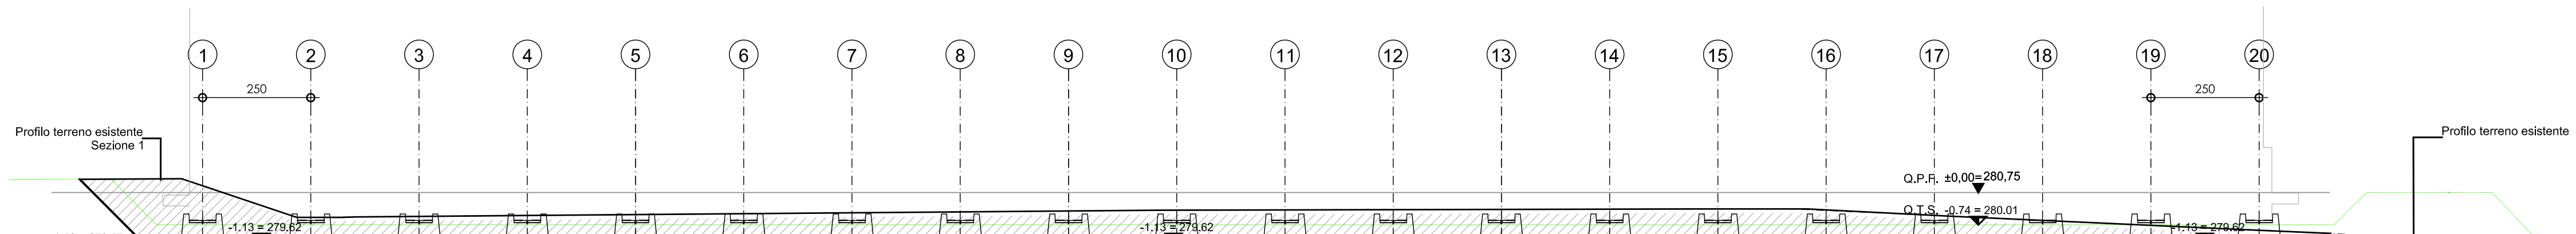 1 2 3 4 5 6 7 8 9 10 11 12 13 14 15 16 17 18 19 20
250 250
Profilo terreno esistente
Sezione 1
Profilo terreno esistente
Q.P.F. ±0,00=280,75
Q.T.S. -0.74 = 280.01
-1.13 = 279.62 -1.13 = 279.62 -1.13 = 279.62